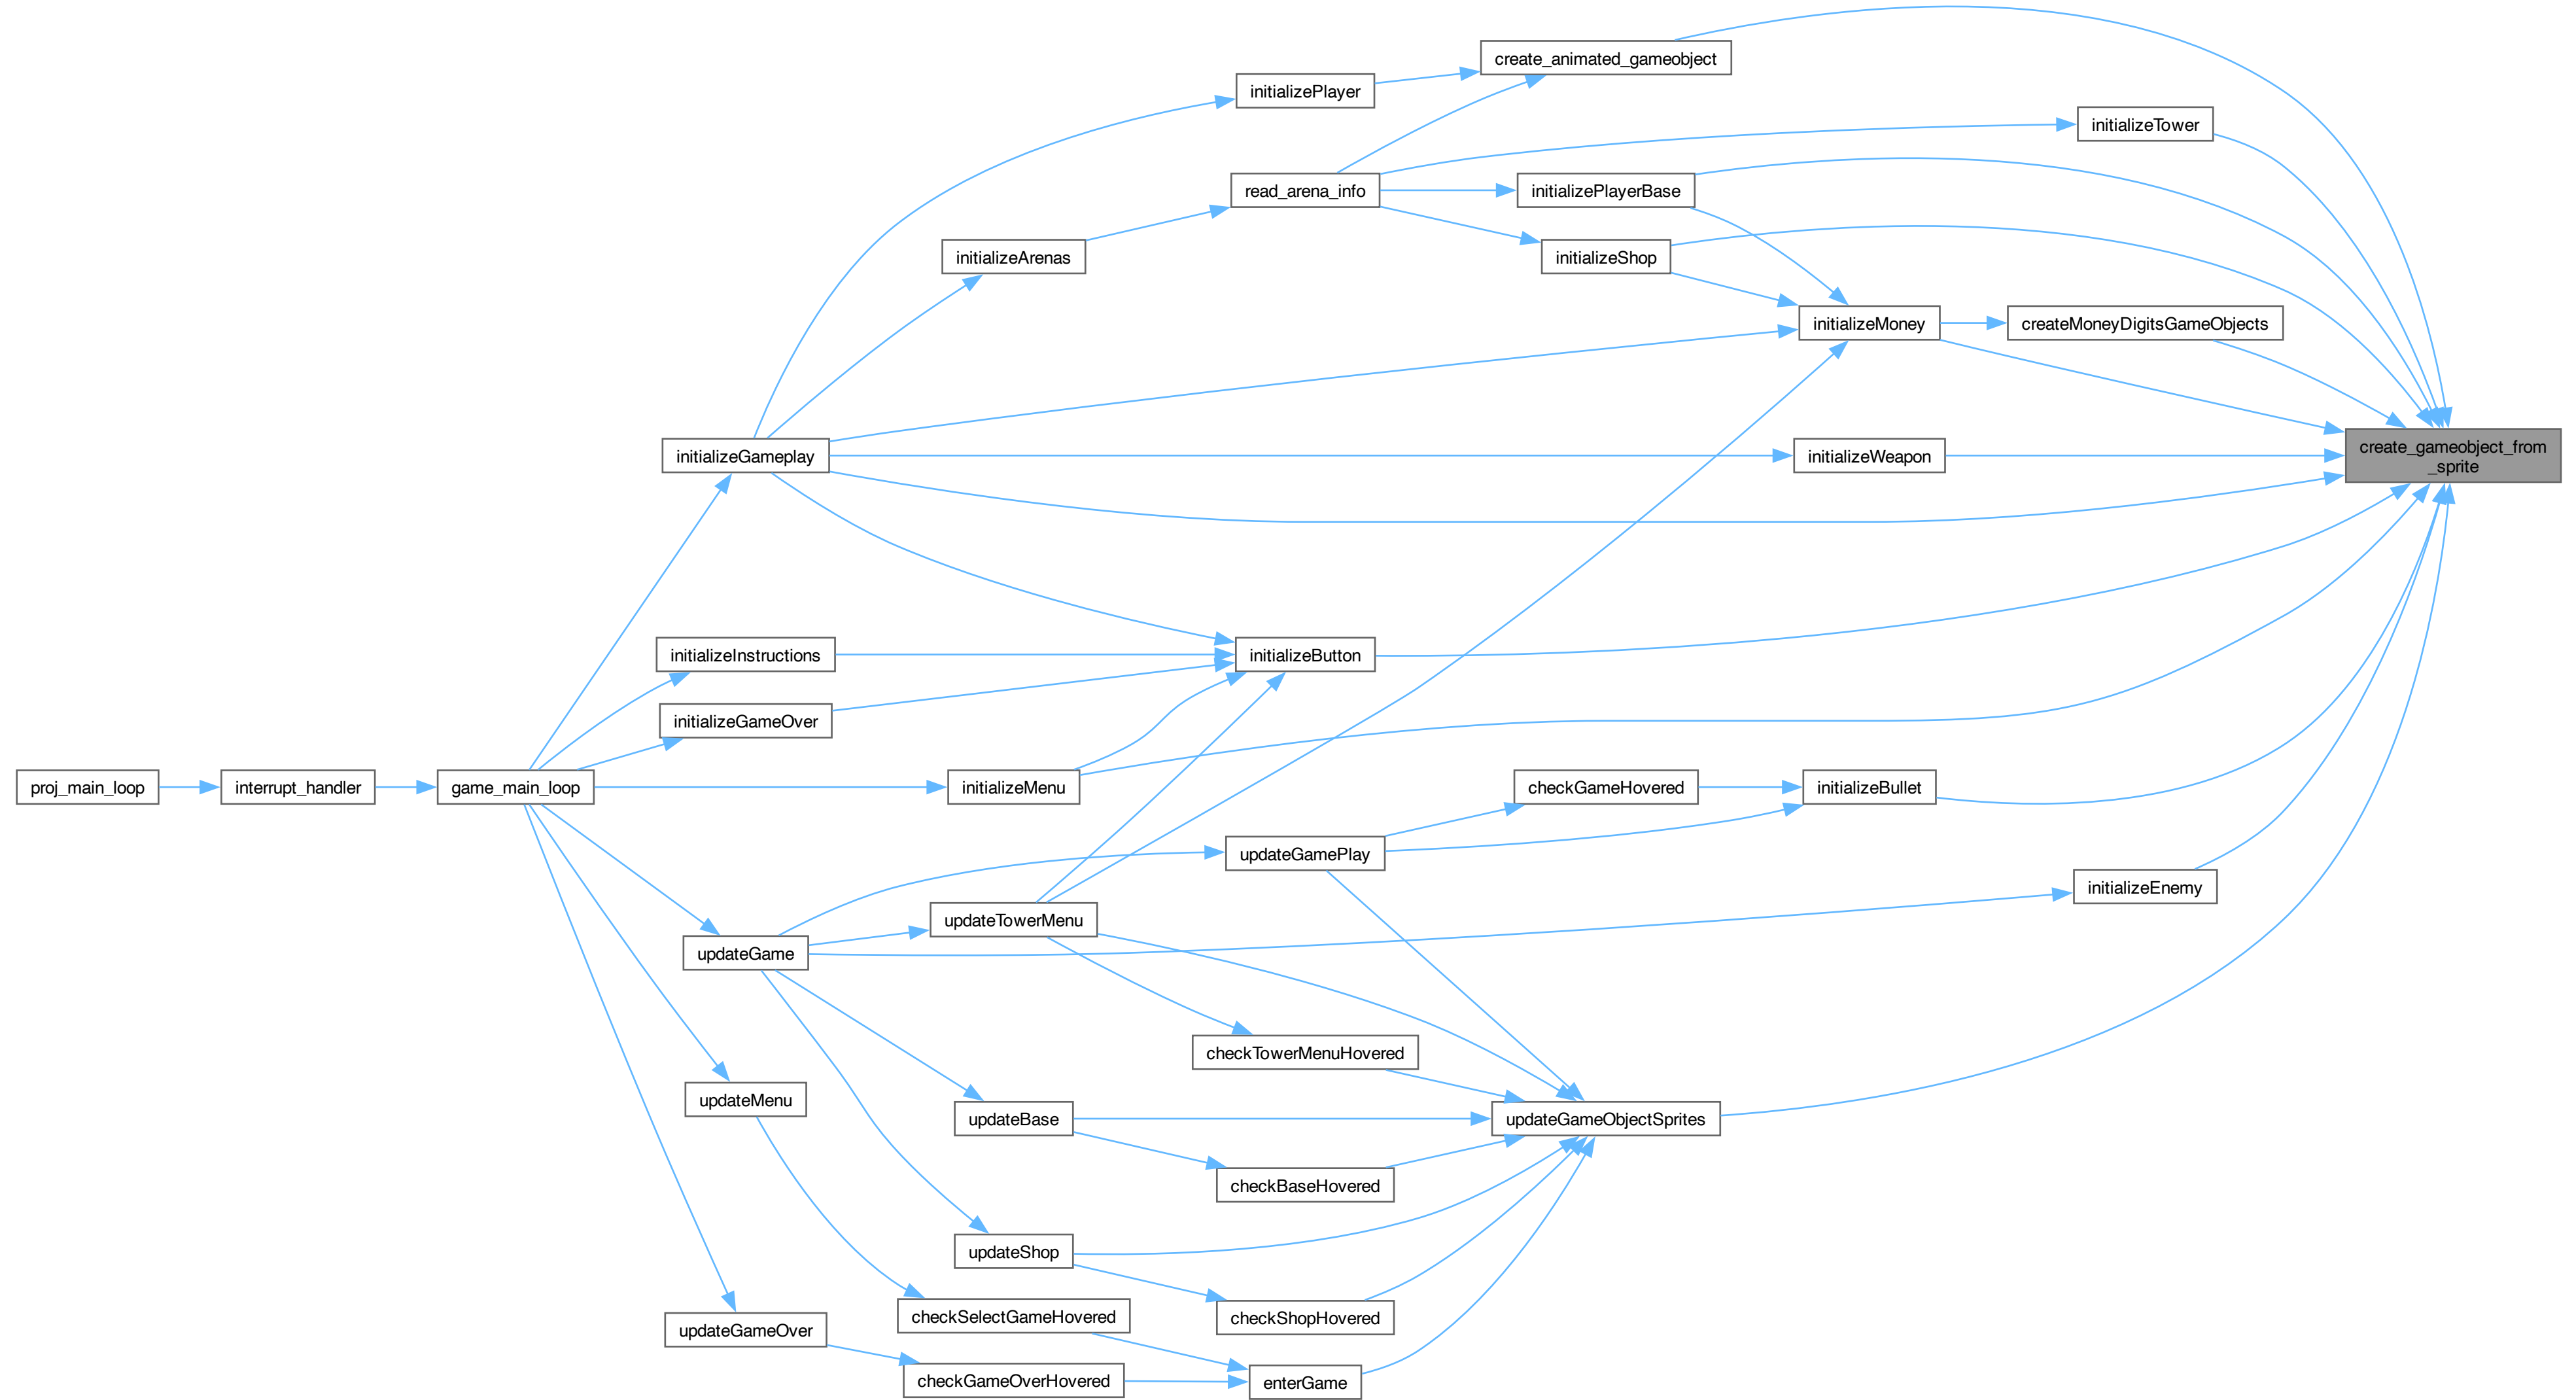 create_animated_gameobject
initializePlayer
initializeTower
read_arena_info
initializePlayerBase
initializeArenas
initializeShop
initializeMoney
createMoneyDigitsGameObjects
initializeGameplay
initializeWeapon
create_gameobject_from
_sprite
initializeInstructions
initializeButton
initializeGameOver
proj_main_loop
interrupt_handler
game_main_loop
initializeMenu
checkGameHovered
initializeBullet
updateGamePlay
initializeEnemy
updateTowerMenu
updateGame
checkTowerMenuHovered
updateMenu
updateBase
updateGameObjectSprites
checkBaseHovered
updateShop
checkSelectGameHovered
checkShopHovered
updateGameOver
checkGameOverHovered
enterGame